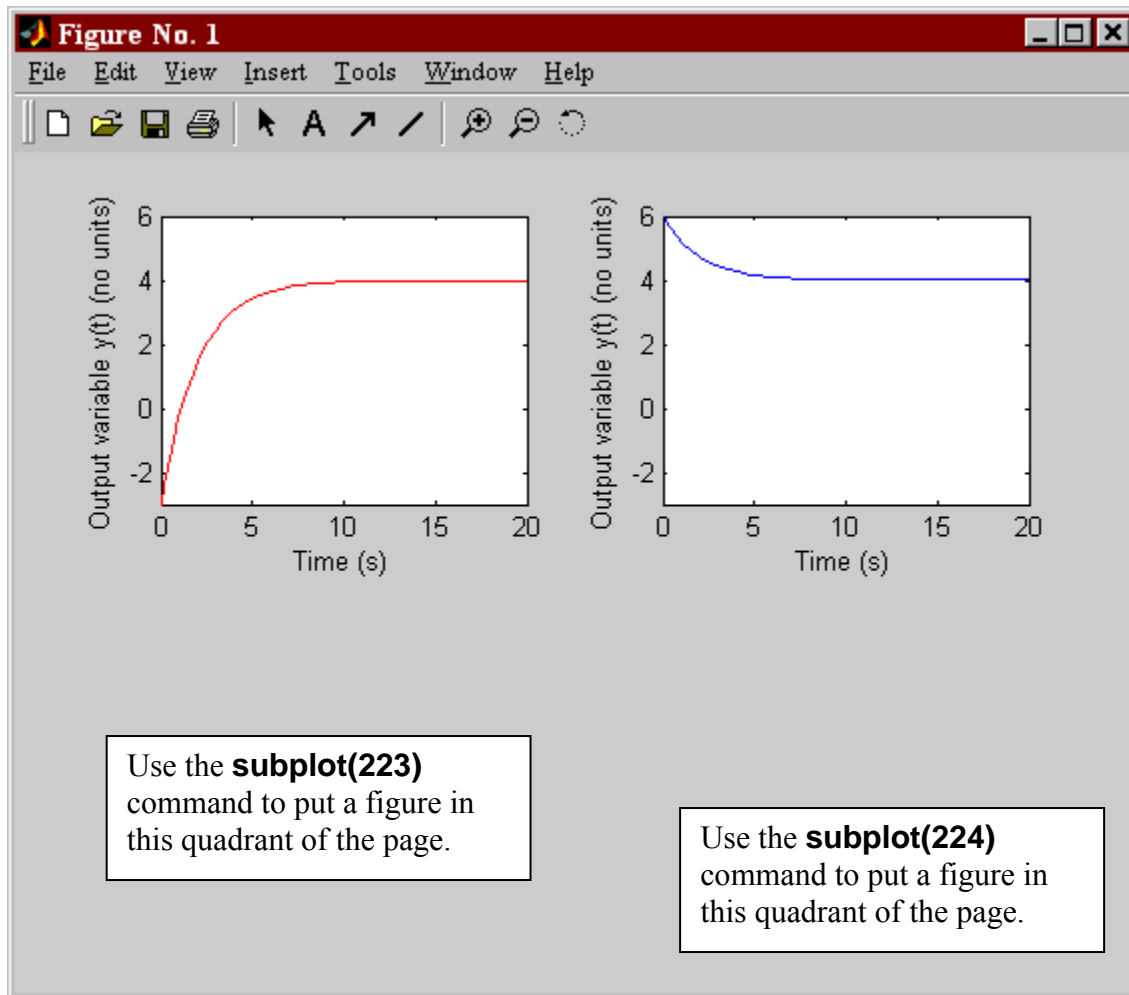 Figure No. 1
File Edit View Insert Tools Window Help
A
Output variable y(t) (no units)
6
4
2
0
-2
0 5 10 15 20
Time (s)
Output variable y(t) (no units)
6
4
2
0
-2
0 5 10 15 20
Time (s)
Use the subplot(223)
command to put a figure in
this quadrant of the page.
Use the subplot(224)
command to put a figure in
this quadrant of the page.